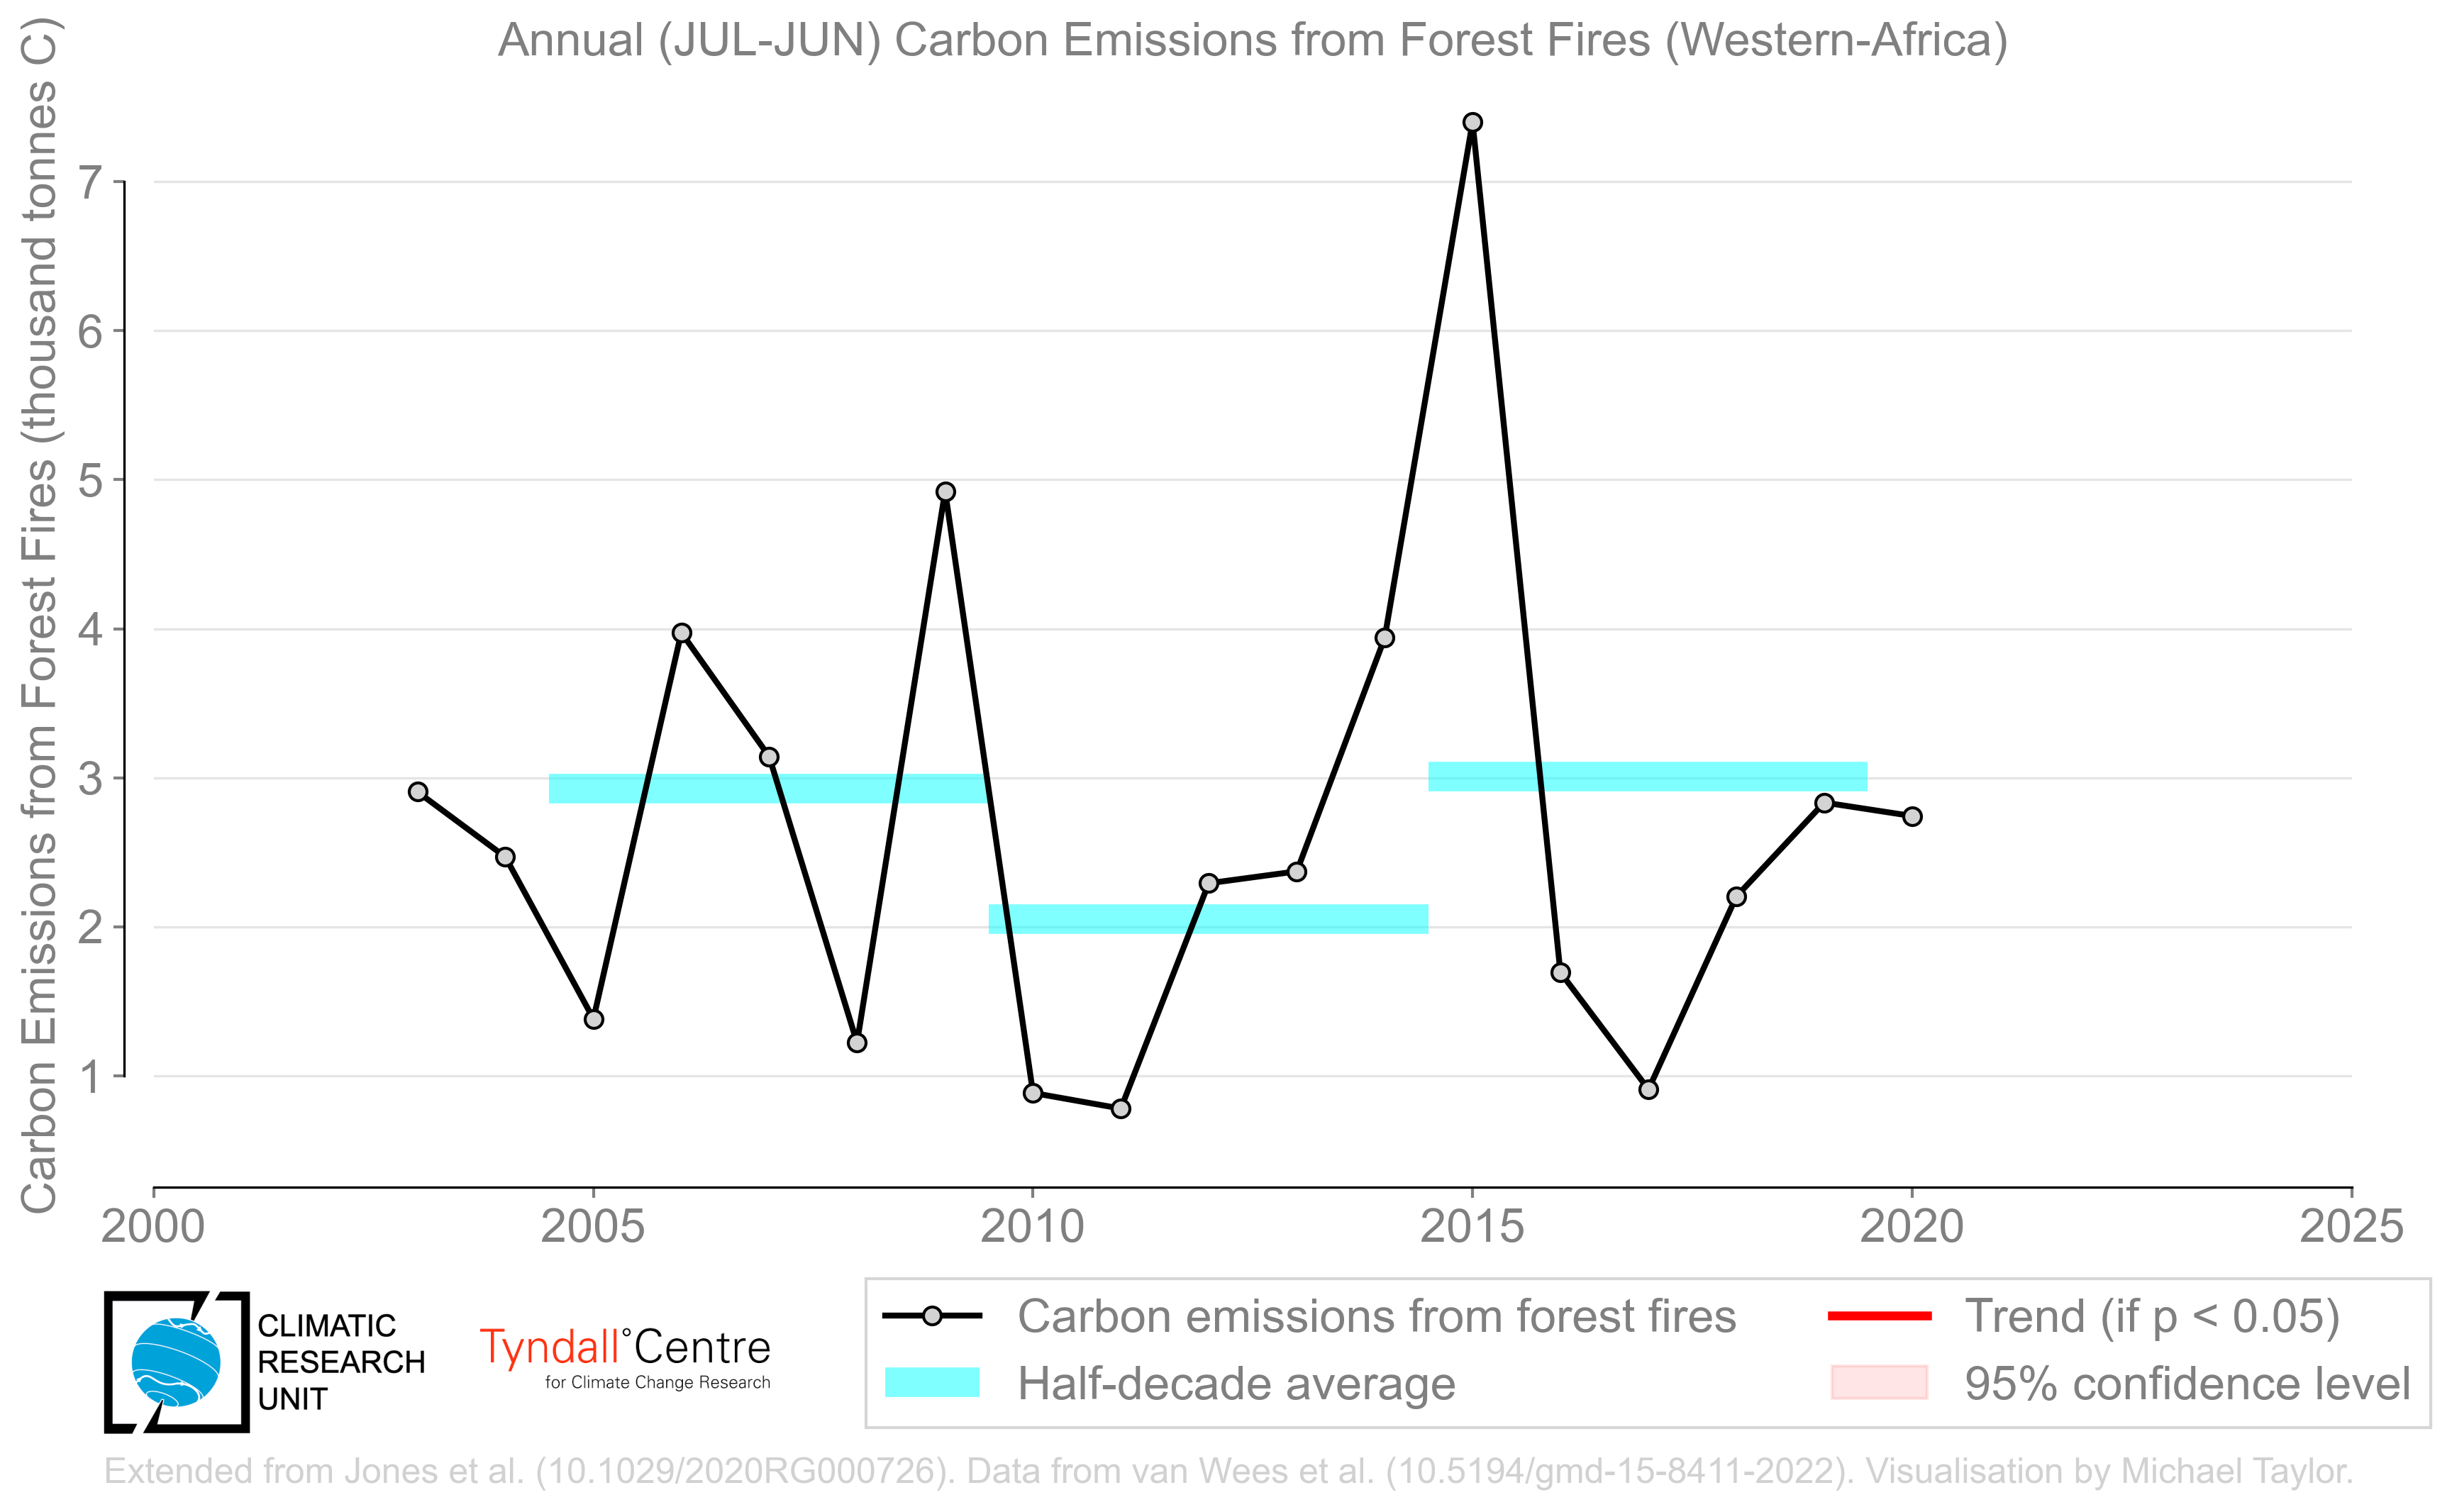 Annual (JUL-JUN) Carbon Emissions from Forest Fires (Western-Africa)
Carbon Emissions from Forest Fires (thousand tonnes C)
7
6
5
4
3
2
1
2000
2005
2010
2015
2020
2025
CLIMATIC
RESEARCH
UNIT
Tyndall°Centre
for Climate Change Research
Carbon emissions from forest fires
Half-decade average
Trend (if p < 0.05)
95% confidence level
Extended from Jones et al. (10.1029/2020RG000726). Data from van Wees et al. (10.5194/gmd-15-8411-2022). Visualisation by Michael Taylor.